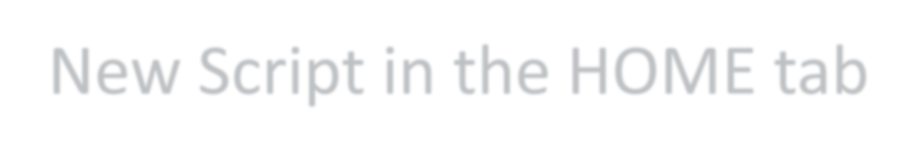 New Script in the HOME tab